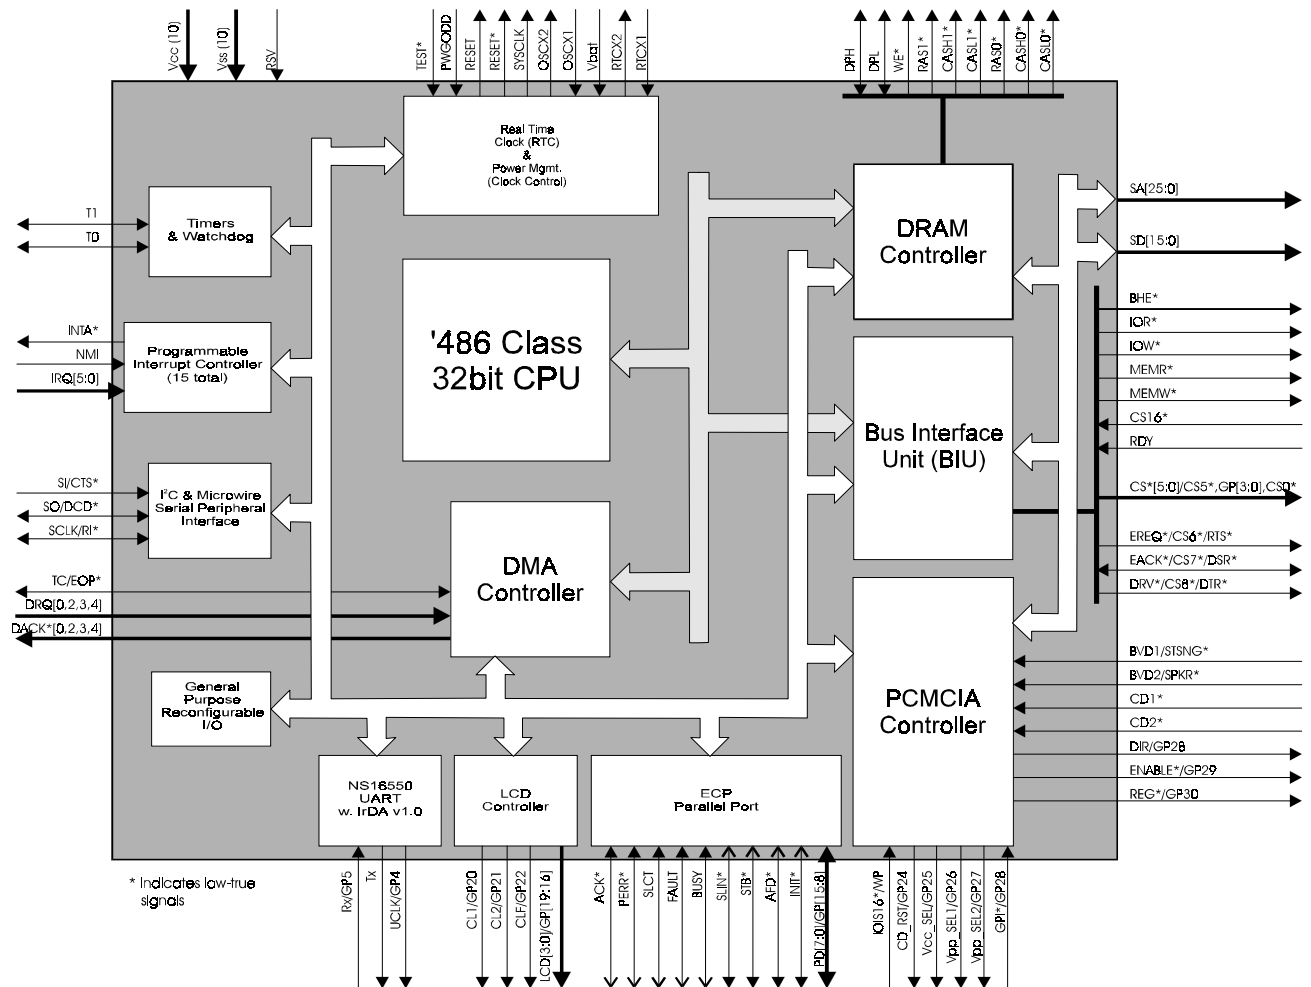 Vcc (10)
Vss (10)
RSV
TEST*
PWGOOD
RESET
RESET*
SYSCLK
OSCX2
OSCX1
Vbat
RTCX2
RTCX1
DPH
DPL
WE*
RAS1*
CASH1*
CASL1*
RAS0*
CASH0*
CASL0*
Real Time
Clock (RTC)
&
Power Mgmt.
(Clock Control)
T1
T0
Timers
& Watchdog
DRAM
Controller
SA[25:0]
SD[15:0]
INTA*
NMI
IRQ[5:0]
Programmable
Interrupt Controller
(15 total)
'486 Class
32bit CPU
Bus Interface
Unit (BIU)
BHE*
IOR*
IOW*
MEMR*
MEMW*
CS16*
RDY
CS*[5:0]/CS5*,GP[3:0],CS0*
EREQ*/CS6*/RTS*
EACK*/CS7*/DSR*
DRV*/CS8*/DTR*
SI/CTS*
SO/DCD*
SCLK/RI*
I²C & Microwire
Serial Peripheral
Interface
DMA
Controller
TC/EOP*
DRQ[0,2,3,4]
DACK*[0,2,3,4]
General
Purpose
Reconfigurable
I/O
PCMCIA
Controller
BVD1/STSNG*
BVD2/SPKR*
CD1*
CD2*
DIR/GP28
ENABLE*/GP29
REG*/GP30
NS16550
UART
w. IrDA v1.0
LCD
Controller
ECP
Parallel Port
* Indicates low-true
signals
Rx/GP5
Tx
UCLK/GP4
CL1/GP20
CL2/GP21
CLF/GP22
LCD[3:0]/GP[19:16]
ACK*
PERR*
SLCT
FAULT
BUSY
SLIN*
STB*
AFD*
INIT*
PD[7:0]/GP[15:8]
IOIS16*/WP
CD_RST/GP24
Vcc_SEL/GP25
Vpp_SEL1/GP26
Vpp_SEL2/GP27
GPI*/GP28